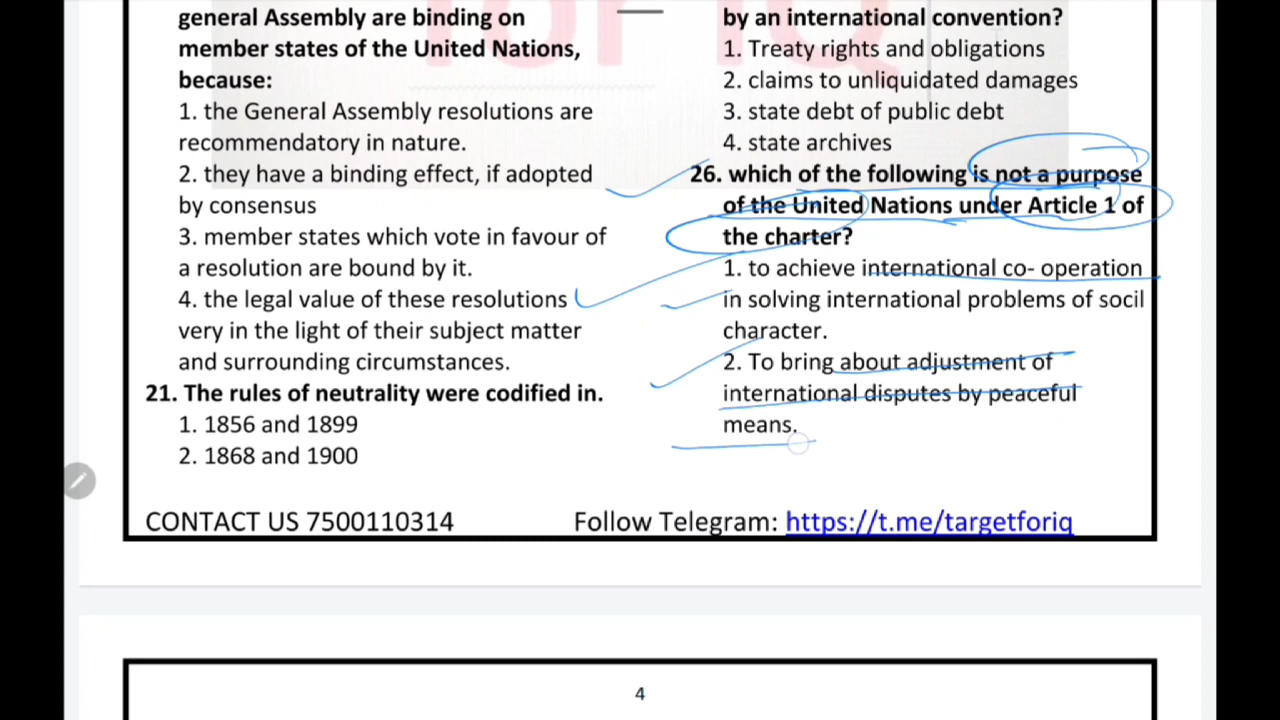 general Assembly are binding on
member states of the United Nations,
because:
1. the General Assembly resolutions are
recommendatory in nature.
2. they have a binding effect, if adopted
by consensus
3. member states which vote in favour of
a resolution are bound by it.
4. the legal value of these resolutions
very in the light of their subject matter
and surrounding circumstances.
21. The rules of neutrality were codified in.
1. 1856 and 1899
2. 1868 and 1900
by an international convention?
1. Treaty rights and obligations
2. claims to unliquidated damages
3. state debt of public debt
4. state archives
26. which of the following is not a purpose
of the United Nations under Article 1 of
the charter?
1. to achieve international co- operation
in solving international problems of socil
character.
2. To bring about adjustment of
international disputes by peaceful
means.
CONTACT US 7500110314 Follow Telegram: https://t.me/targetforiq
4